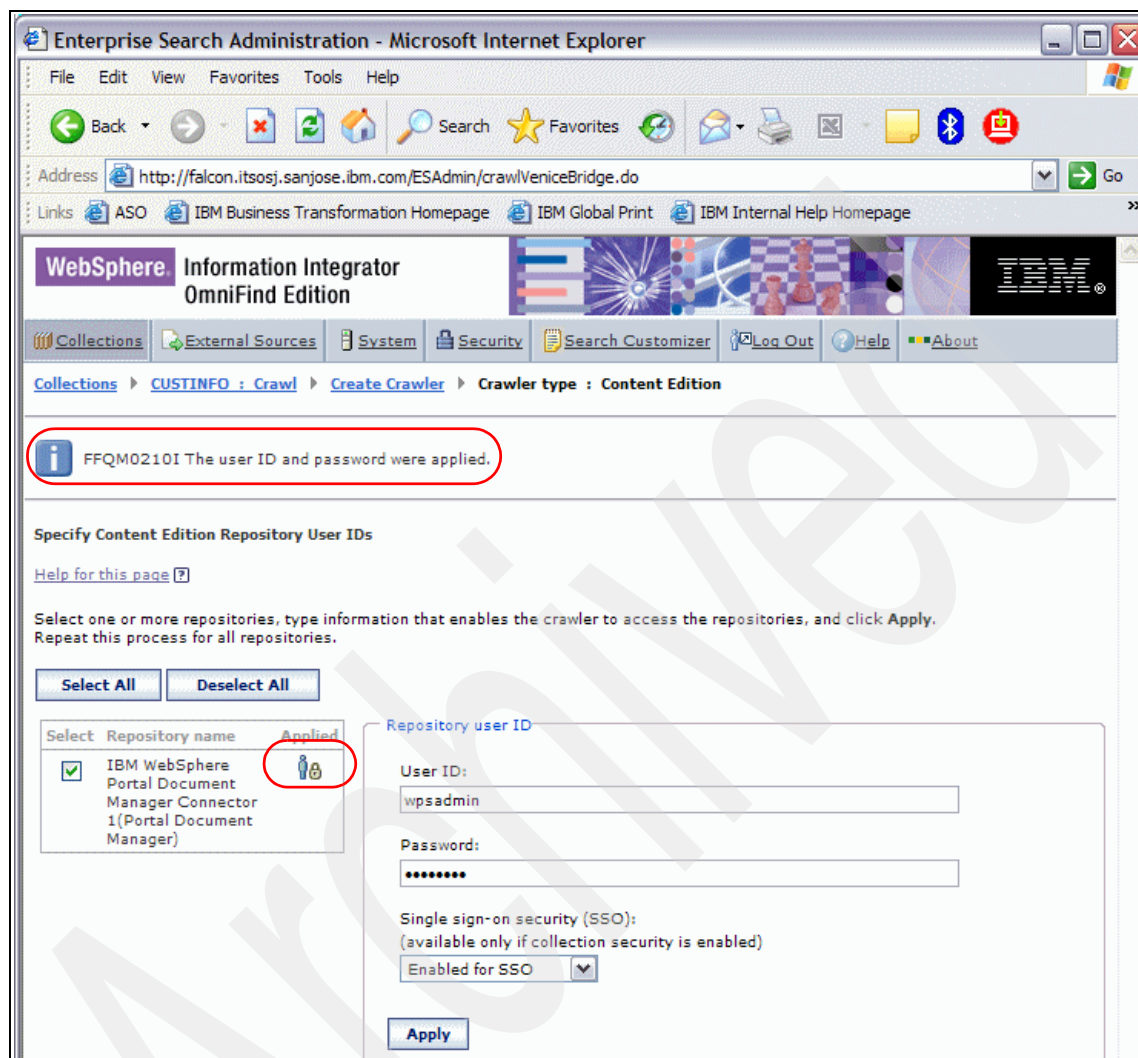 Enterprise Search Administration - Microsoft Internet Explorer
File Edit View Favorites Tools Help
Back Search Favorites
Address http://falcon.itsosj.sanjose.ibm.com/ESAdmin/crawlVeniceBridge.do Go
Links ASO IBM Business Transformation Homepage IBM Global Print IBM Internal Help Homepage »
WebSphere. Information Integrator
OmniFind Edition
IBM®
Collections External Sources System Security Search Customizer Log Out Help About
Collections CUSTINFO : Crawl Create Crawler Crawler type : Content Edition
i FFQM0210I The user ID and password were applied.
Specify Content Edition Repository User IDs
Help for this page ?
Select one or more repositories, type information that enables the crawler to access the repositories, and click Apply.
Repeat this process for all repositories.
Select All Deselect All
Select Repository name Applied
IBM WebSphere
Portal Document
Manager Connector
1(Portal Document
Manager)
Repository user ID
User ID:
wpsadmin
Password:
••••••••
Single sign-on security (SSO):
(available only if collection security is enabled)
Enabled for SSO
Apply
Archived